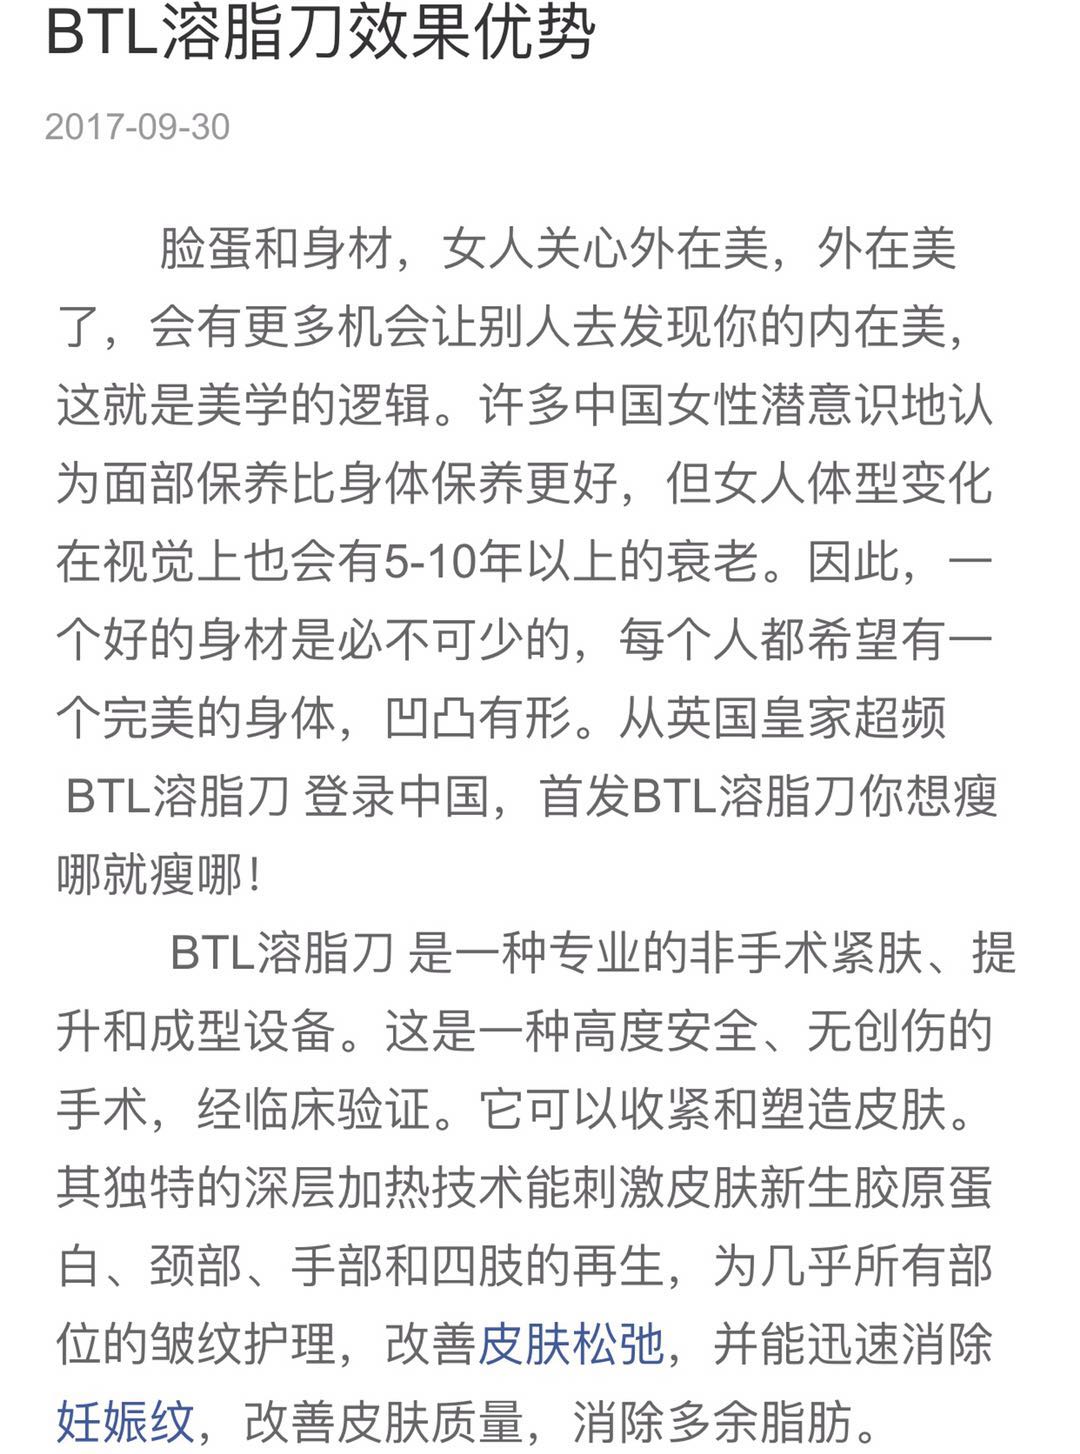 BTL溶脂刀效果优势
2017-09-30
脸蛋和身材，女人关心外在美，外在美
了，会有更多机会让别人去发现你的内在美，
这就是美学的逻辑。许多中国女性潜意识地认
为面部保养比身体保养更好，但女人体型变化
在视觉上也会有5-10年以上的衰老。因此，一
个好的身材是必不可少的，每个人都希望有一
个完美的身体，凹凸有形。从英国皇家超频
BTL溶脂刀 登录中国，首发BTL溶脂刀你想瘦
哪就瘦哪！
BTL溶脂刀 是一种专业的非手术紧肤、提
升和成型设备。这是一种高度安全、无创伤的
手术，经临床验证。它可以收紧和塑造皮肤。
其独特的深层加热技术能刺激皮肤新生胶原蛋
白、颈部、手部和四肢的再生，为几乎所有部
位的皱纹护理，改善皮肤松弛，并能迅速消除
妊娠纹，改善皮肤质量，消除多余脂肪。